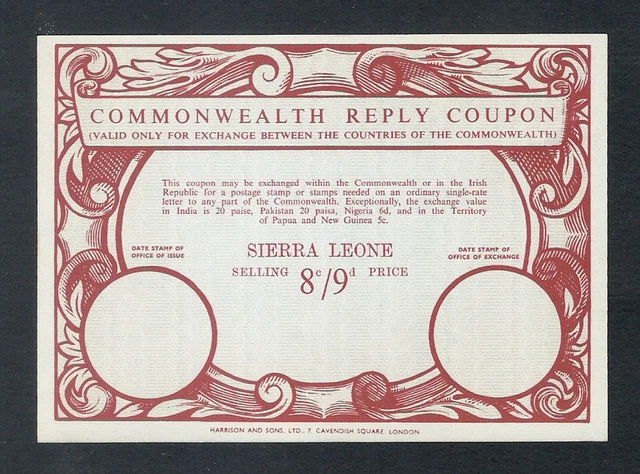 COMMONWEALTH REPLY COUPON
(VALID ONLY FOR EXCHANGE BETWEEN THE COUNTRIES OF THE COMMONWEALTH)
This coupon may be exchanged within the Commonwealth or in the Irish
Republic for a postage stamp or stamps needed on an ordinary single-rate
letter to any part of the Commonwealth. Exceptionally, the exchange value
in India is 20 paise, Pakistan 20 paisa, Nigeria 6d, and in the Territory
of Papua and New Guinea 5c.
DATE STAMP OF
OFFICE OF ISSUE
SIERRA LEONE
SELLING 8c/9d PRICE
DATE STAMP OF
OFFICE OF EXCHANGE
HARRISON AND SONS, LTD., 7, CAVENDISH SQUARE, LONDON